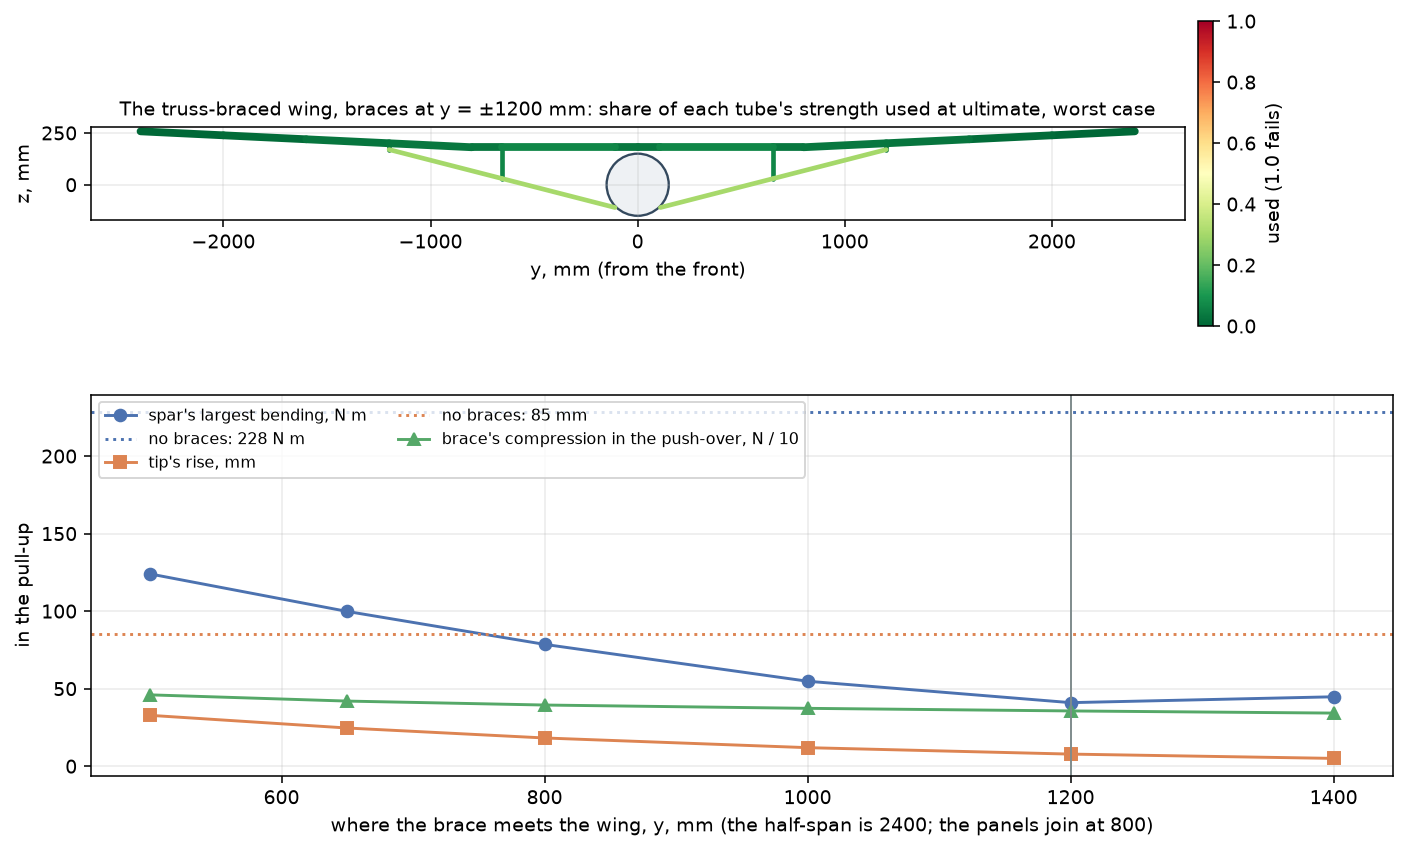 The truss-braced wing, braces at y = ±1200 mm: share of each tube's strength used at ultimate, worst case
250
0
z, mm
−2000
−1000
0
1000
2000
y, mm (from the front)
1.0
0.8
0.6
0.4
0.2
0.0
used (1.0 fails)
spar's largest bending, N m
no braces: 228 N m
tip's rise, mm
no braces: 85 mm
brace's compression in the push-over, N / 10
200
150
100
50
0
in the pull-up
600
800
1000
1200
1400
where the brace meets the wing, y, mm (the half-span is 2400; the panels join at 800)